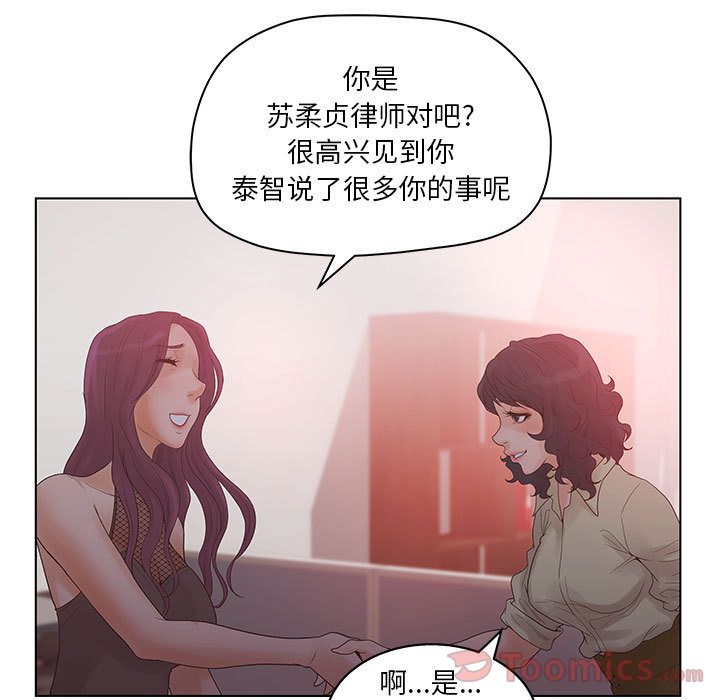 你是
苏柔贞律师对吧?
很高兴见到你
泰智说了很多你的事呢
啊...是...
Toomics.com